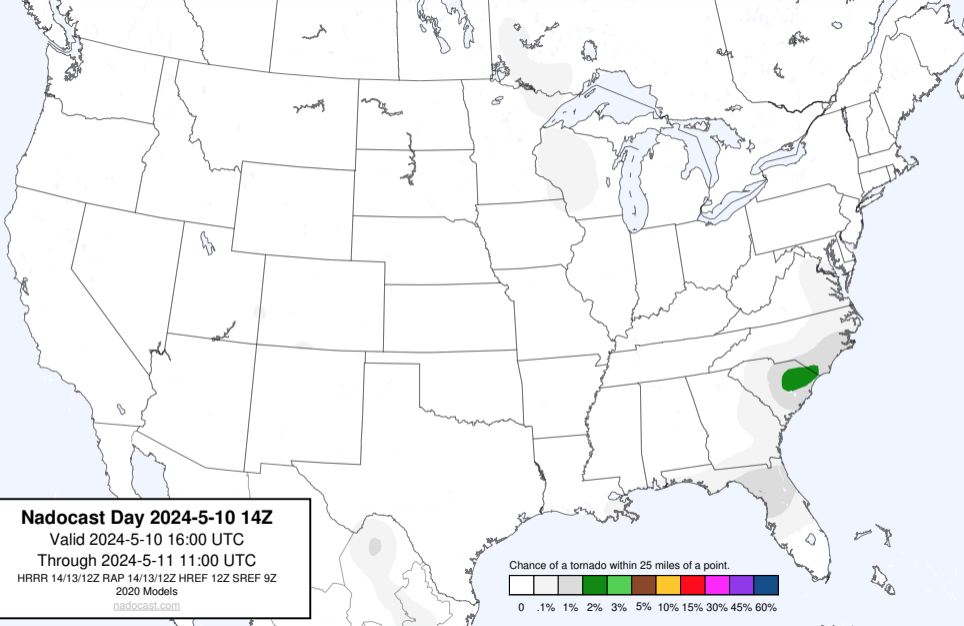 Nadocast Day 2024-5-10 14Z
Valid 2024-5-10 16:00 UTC
Through 2024-5-11 11:00 UTC
HRRR 14/13/12Z RAP 14/13/12Z HREF 12Z SREF 9Z
2020 Models
nadocast.com
Chance of a tornado within 25 miles of a point.
0 .1% 1% 2% 3% 5% 10% 15% 30% 45% 60%